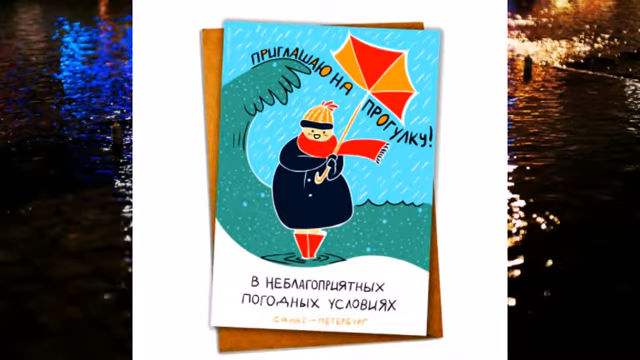 ПРИГЛАШАЮ НА ПРОГУЛКУ!
В НЕБЛАГОПРИЯТНЫХ
ПОГОДНЫХ УСЛОВИЯХ
САНКТ-ПЕТЕРБУРГ